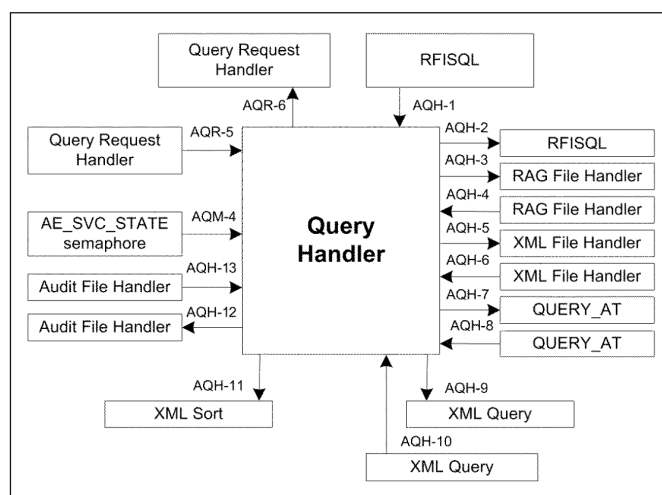 Query Request
Handler
RFISQL
AQR-6
AQH-1
AQR-5
Query Request
Handler
AQH-2
RFISQL
AQH-3
RAG File Handler
AQH-4
RAG File Handler
AQM-4
AE_SVC_STATE
semaphore
Query
Handler
AQH-5
XML File Handler
AQH-6
XML File Handler
AQH-13
Audit File Handler
AQH-7
QUERY_AT
AQH-12
Audit File Handler
AQH-8
QUERY_AT
AQH-11
XML Sort
AQH-9
XML Query
AQH-10
XML Query